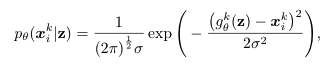 $p_\theta(\boldsymbol{x}_i^k|\mathbf{z}) = \frac{1}{(2\pi)^{\frac{1}{2}}\sigma} \exp\left(-\frac{\left(g_\theta^k(\mathbf{z}) - \boldsymbol{x}_i^k\right)^2}{2\sigma^2}\right),$